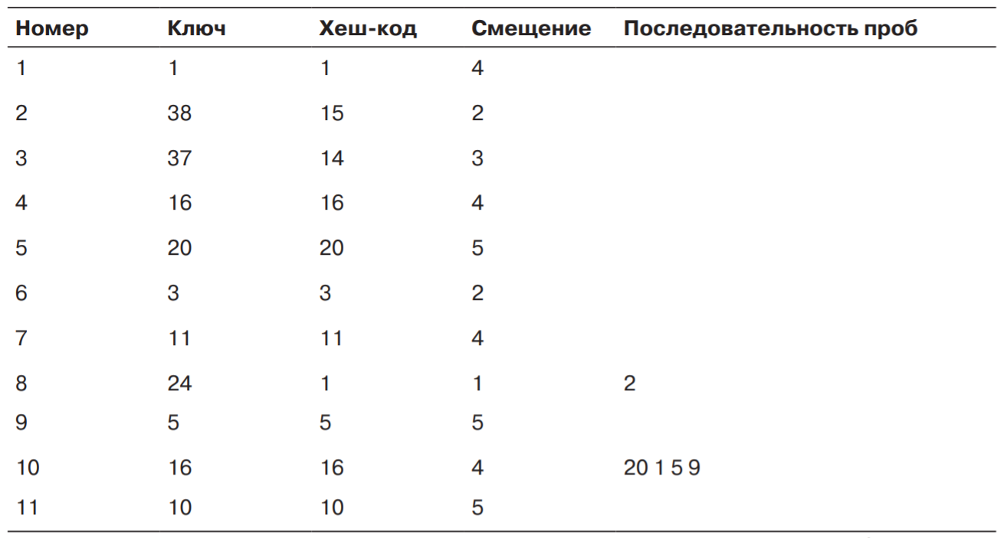 Номер Ключ Хеш-код Смещение Последовательность проб
1 1 1 4
2 38 15 2
3 37 14 3
4 16 16 4
5 20 20 5
6 3 3 2
7 11 11 4
8 24 1 1 2
9 5 5 5
10 16 16 4 20 1 5 9
11 10 10 5